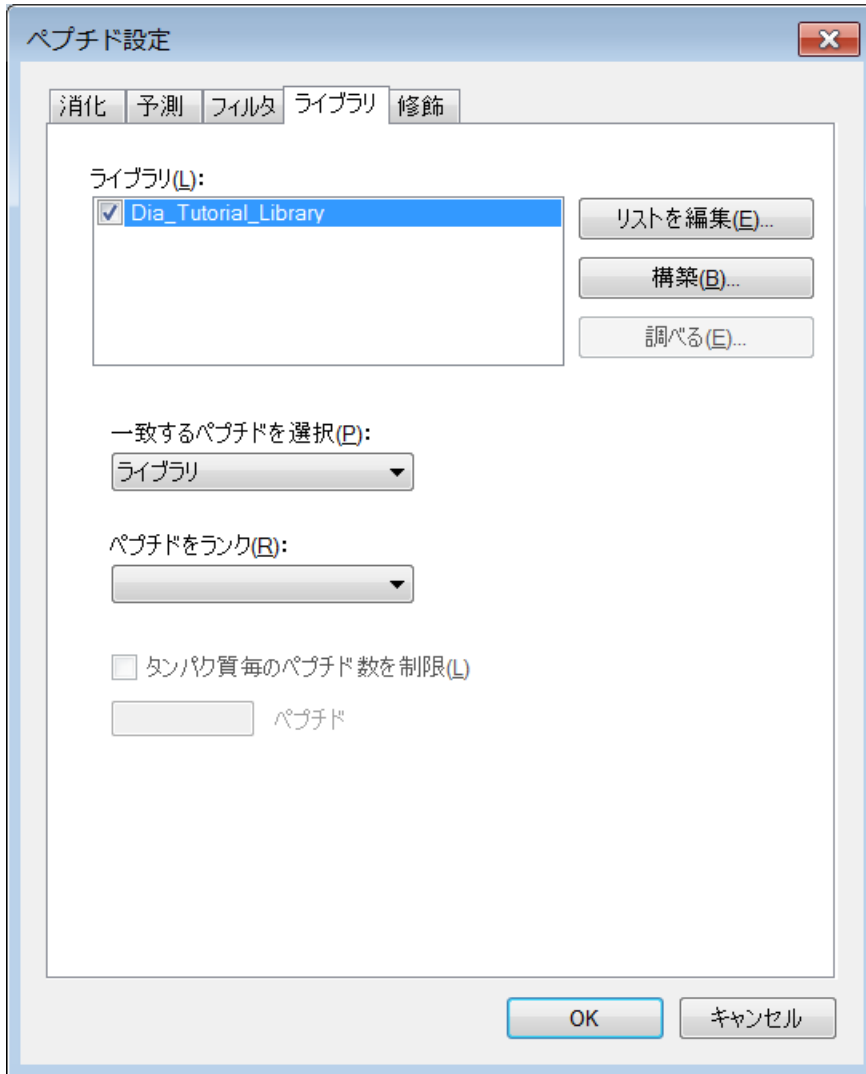 ペプチド設定
消化 予測 フィルタ ライブラリ 修飾
ライブラリ(L):
Dia_Tutorial_Library
リストを編集(E)...
構築(B)...
調べる(E)...
一致するペプチドを選択(P):
ライブラリ
ペプチドをランク(R):
タンパク質毎のペプチド数を制限(L)
ペプチド
OK キャンセル